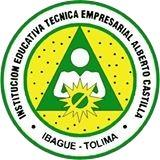 INSTITUCION EDUCATIVA TECNICA EMPRESARIAL ALBERTO CASTILLA
IBAGUE - TOLIMA